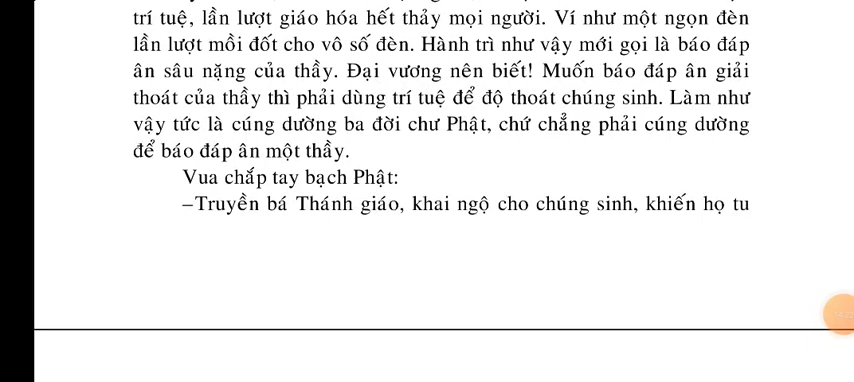 trí tuệ, lần lượt giáo hóa hết thảy mọi người. Ví như một ngọn đèn
lần lượt mồi đốt cho vô số đèn. Hành trì như vậy mới gọi là báo đáp
ân sâu nặng của thầy. Đại vương nên biết! Muốn báo đáp ân giải
thoát của thầy thì phải dùng trí tuệ để độ thoát chúng sinh. Làm như
vậy tức là cúng dường ba đời chư Phật, chứ chẳng phải cúng dường
để báo đáp ân một thầy.
Vua chắp tay bạch Phật:
–Truyền bá Thánh giáo, khai ngộ cho chúng sinh, khiến họ tu